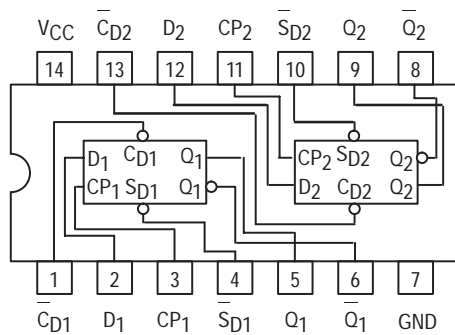 VCC C̅D2 D2 CP2 S̅D2 Q2 Q̅2
14 13 12 11 10 9 8
D1 CD1 Q1
CP1 SD1 Q1
CP2 SD2 Q2
D2 CD2 Q2
1 2 3 4 5 6 7
C̅D1 D1 CP1 S̅D1 Q1 Q̅1 GND